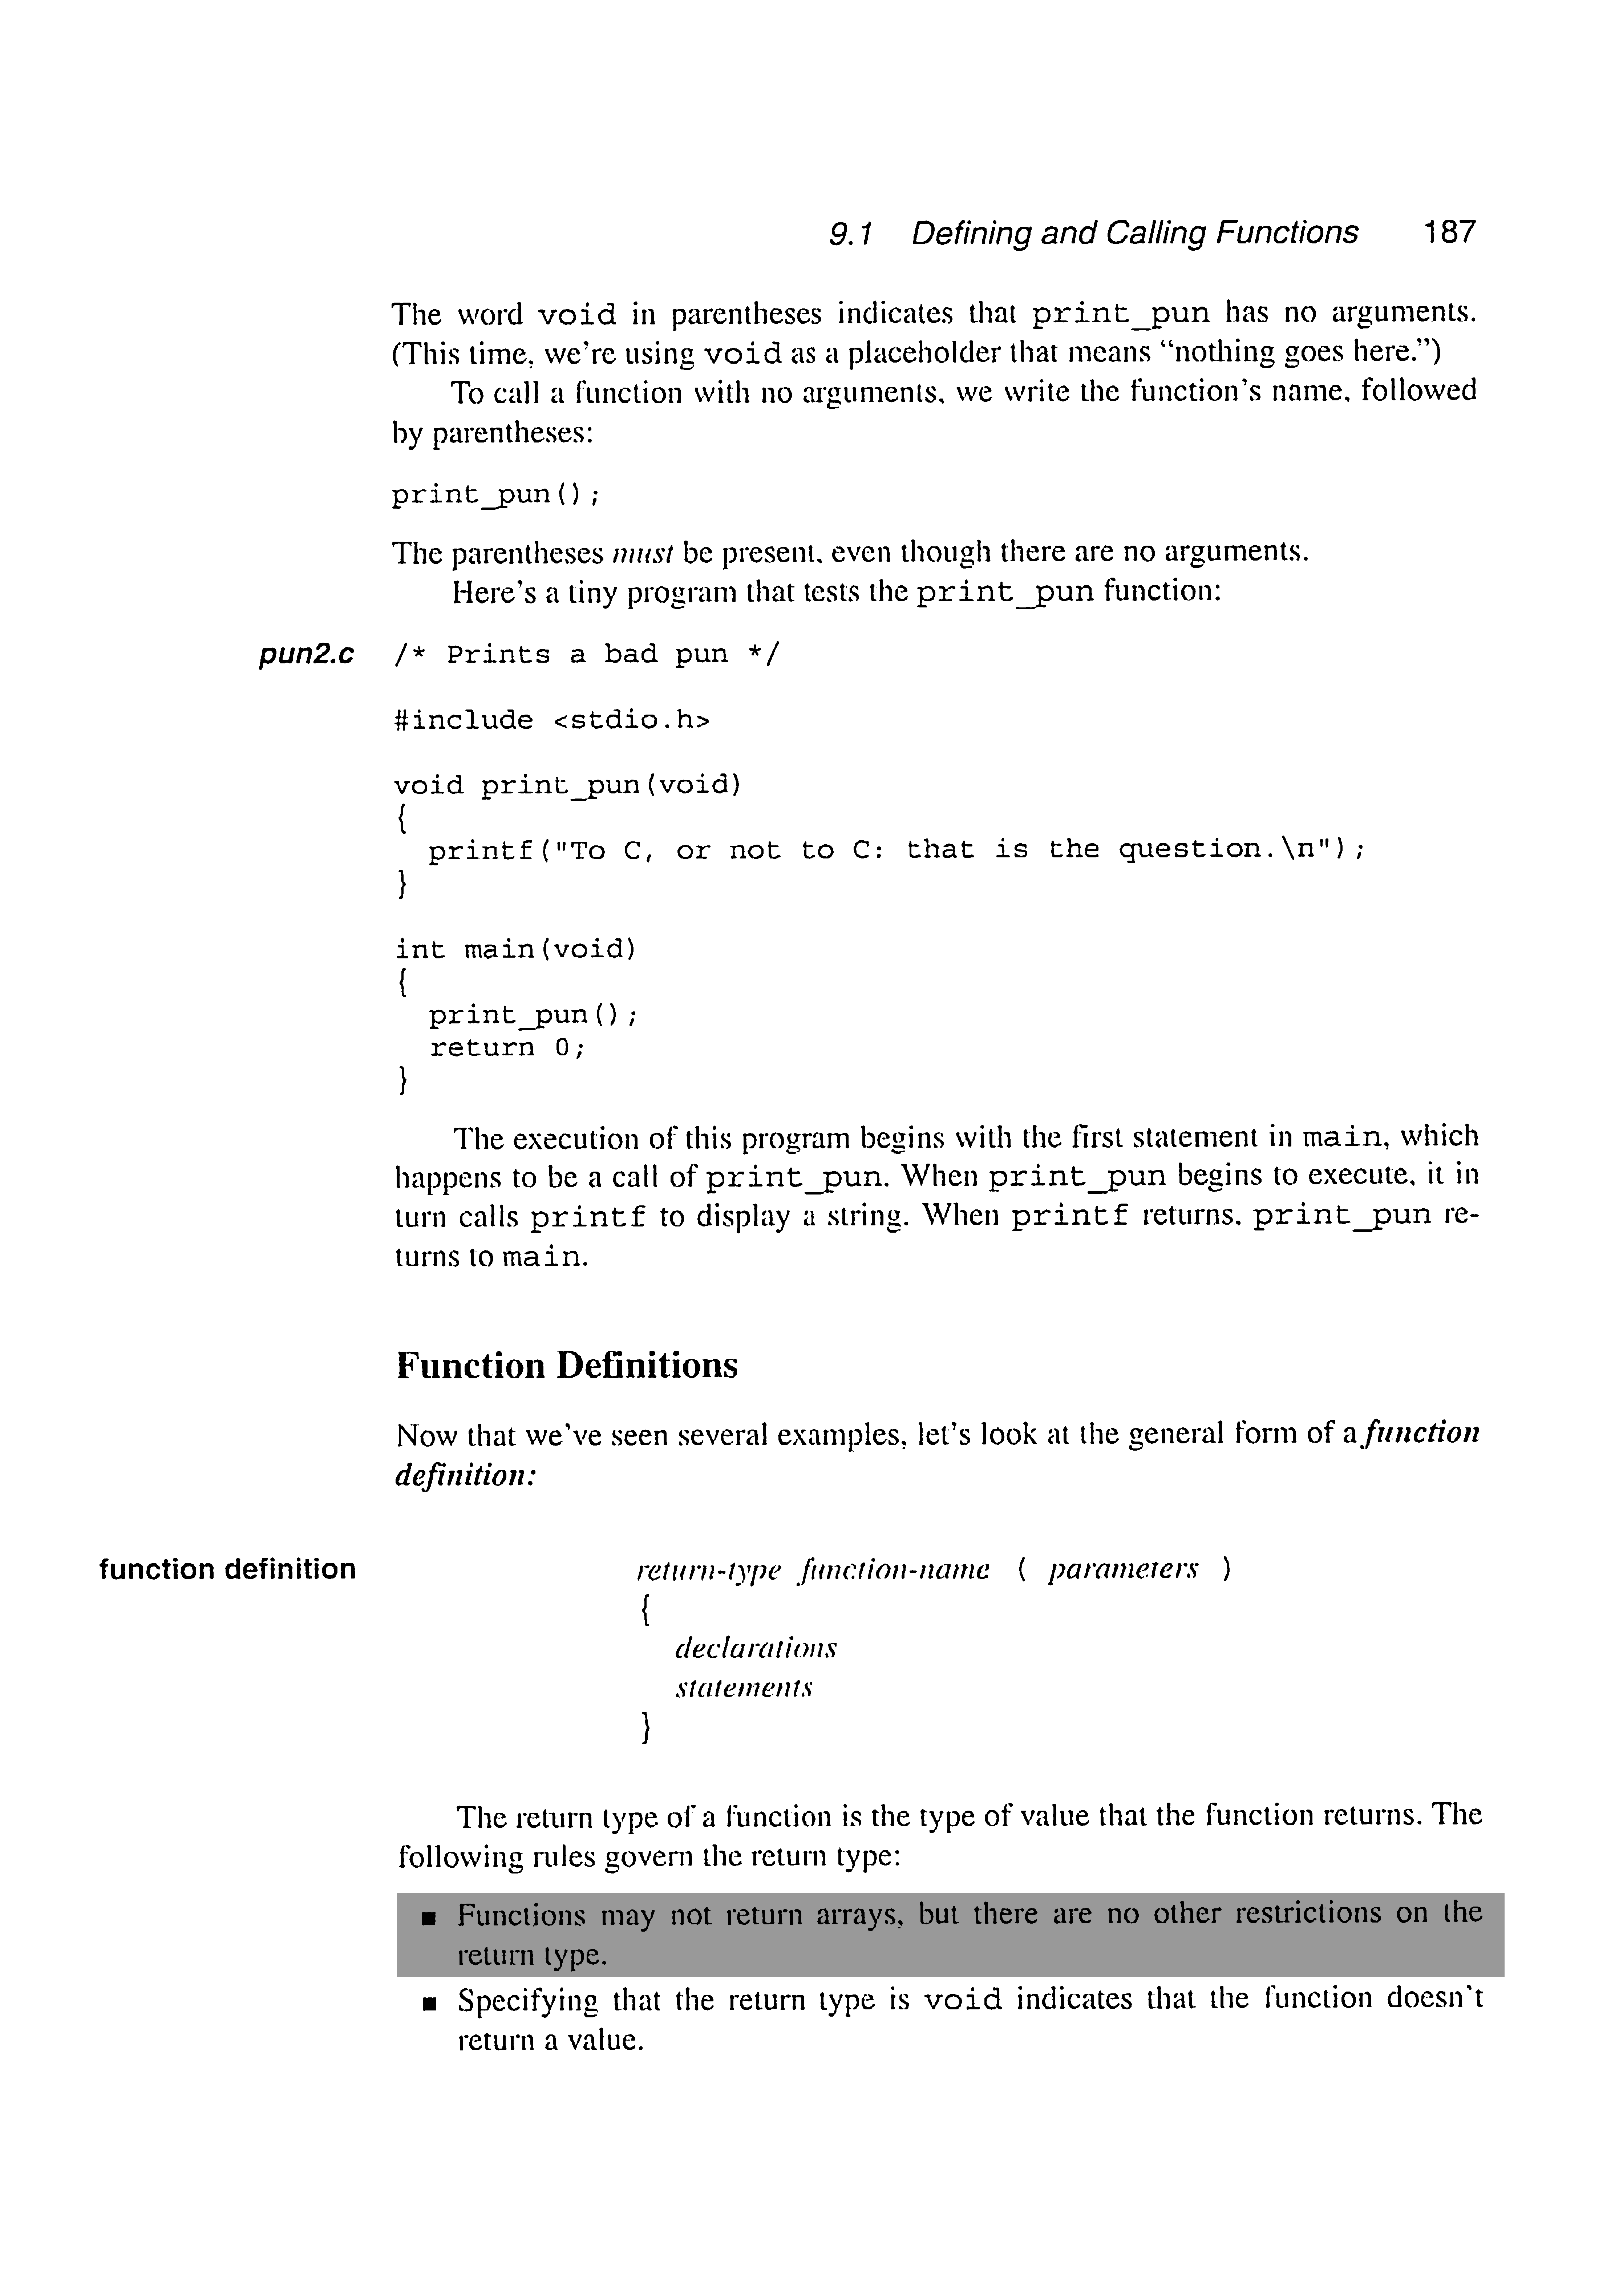 9.1 Defining and Calling Functions 187
The word void in parentheses indicates that print_pun has no arguments.
(This time, we're using void as a placeholder that means “nothing goes here.”)
To call a function with no arguments, we write the function's name, followed
by parentheses:
print_pun();
The parentheses must be present, even though there are no arguments.
Here's a tiny program that tests the print_pun function:
pun2.c /* Prints a bad pun */
#include <stdio.h>
void print_pun(void)
{
printf("To C, or not to C: that is the question.\n");
}
int main(void)
{
print_pun();
return 0;
}
The execution of this program begins with the first statement in main, which
happens to be a call of print_pun. When print_pun begins to execute, it in
turn calls printf to display a string. When printf returns, print_pun re-
turns to main.
Function Definitions
Now that we've seen several examples, let's look at the general form of a function
definition:
function definition return-type function-name ( parameters )
{
declarations
statements
}
The return type of a function is the type of value that the function returns. The
following rules govern the return type:
■ Functions may not return arrays, but there are no other restrictions on the
return type.
■ Specifying that the return type is void indicates that the function doesn't
return a value.